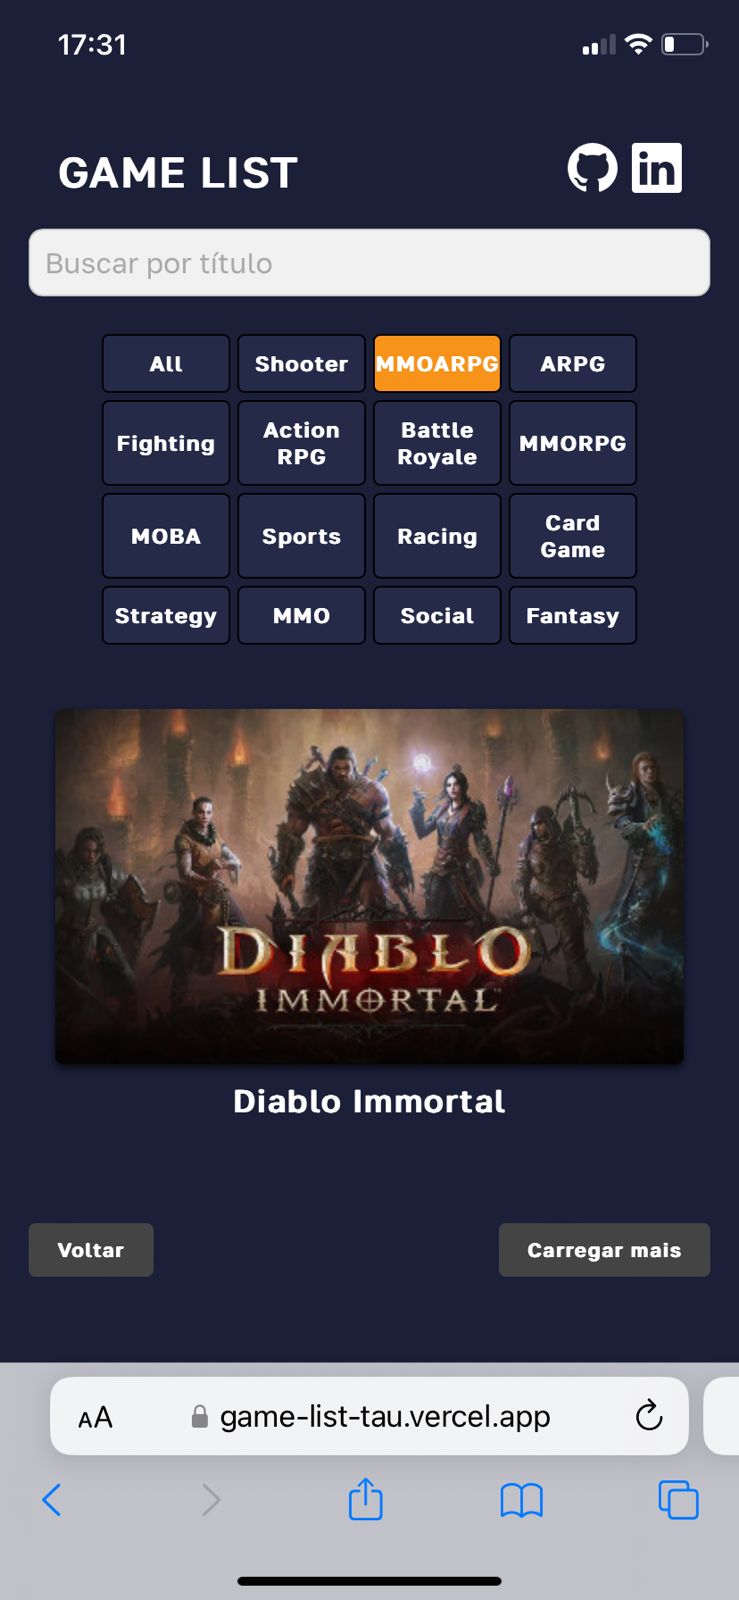 17:31
GAME LIST
in
Buscar por título
All
Shooter
MMOARPG
ARPG
Fighting
Action
RPG
Battle
Royale
MMORPG
MOBA
Sports
Racing
Card
Game
Strategy
MMO
Social
Fantasy
DIABLO
IMMORTAL
Diablo Immortal
Voltar
Carregar mais
AA
game-list-tau.vercel.app